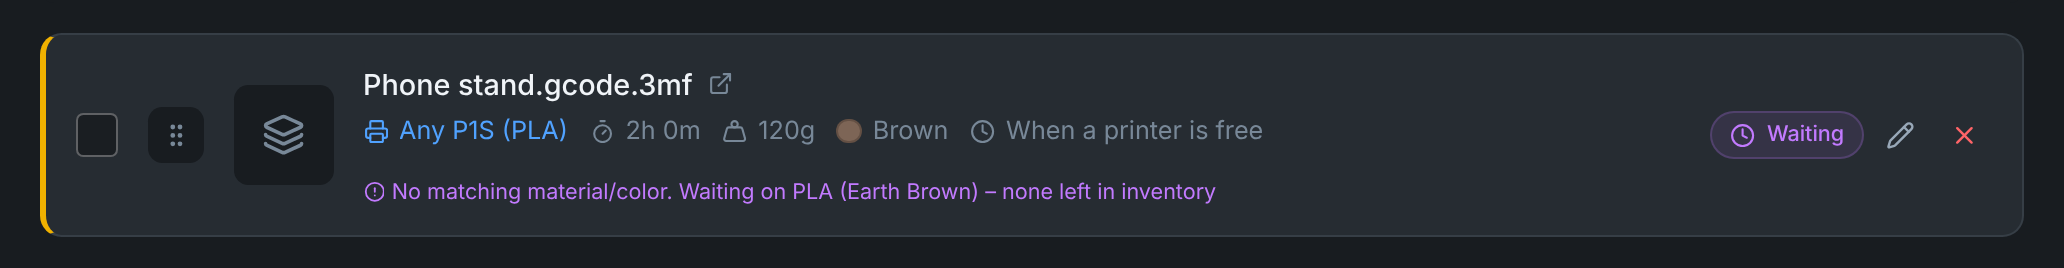 Phone stand.gcode.3mf
Any P1S (PLA) 2h 0m 120g Brown When a printer is free
Waiting
No matching material/color. Waiting on PLA (Earth Brown) – none left in inventory